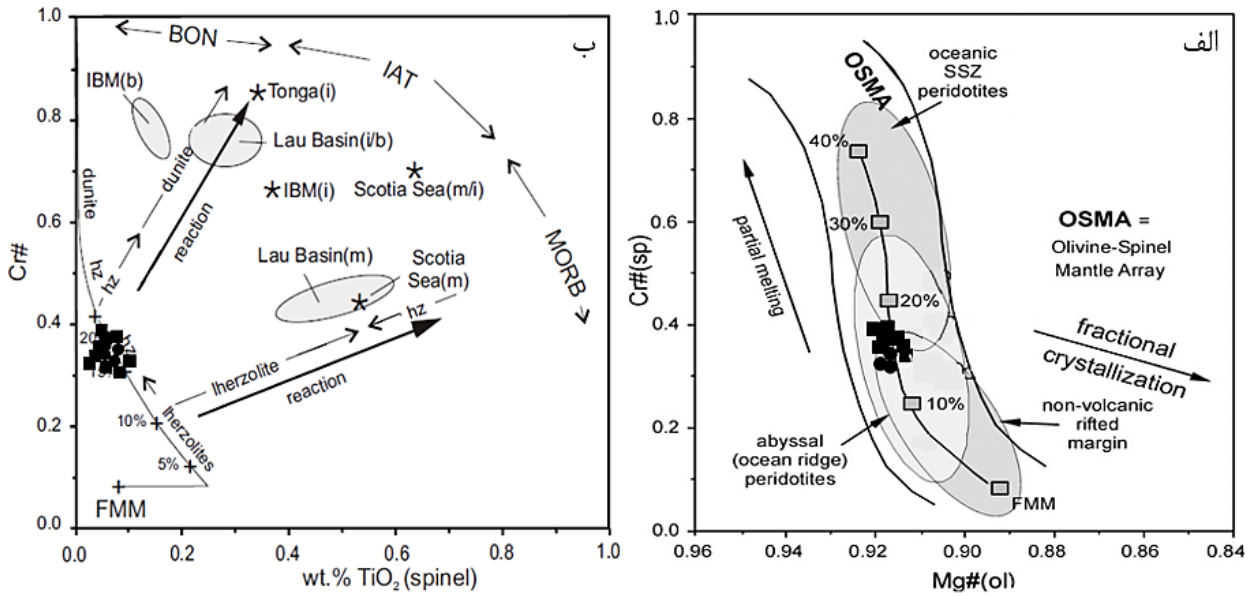 ب
BON
IAT
MORB
IBM(b)
Tonga(i)
Lau Basin(i/b)
IBM(i)
Scotia Sea(m/i)
Lau Basin(m)
Scotia
Sea(m)
dunite
dunite
reaction
hz
hz
hz
hz
lherzolite
reaction
lherzolites
20
15%
10%
5%
FMM
Cr#
1.0
0.8
0.6
0.4
0.2
0.0
0.0
0.2
0.4
0.6
0.8
1.0
wt.% TiO₂ (spinel)
الف
OSMA
oceanic
SSZ
peridotites
40%
30%
20%
10%
FMM
partial melting
OSMA =
Olivine-Spinel
Mantle Array
fractional
crystallization
non-volcanic
rifted
margin
abyssal
(ocean ridge)
peridotites
Cr#(sp)
1.0
0.8
0.6
0.4
0.2
0.0
0.96
0.94
0.92
0.90
0.88
0.86
0.84
Mg#(ol)